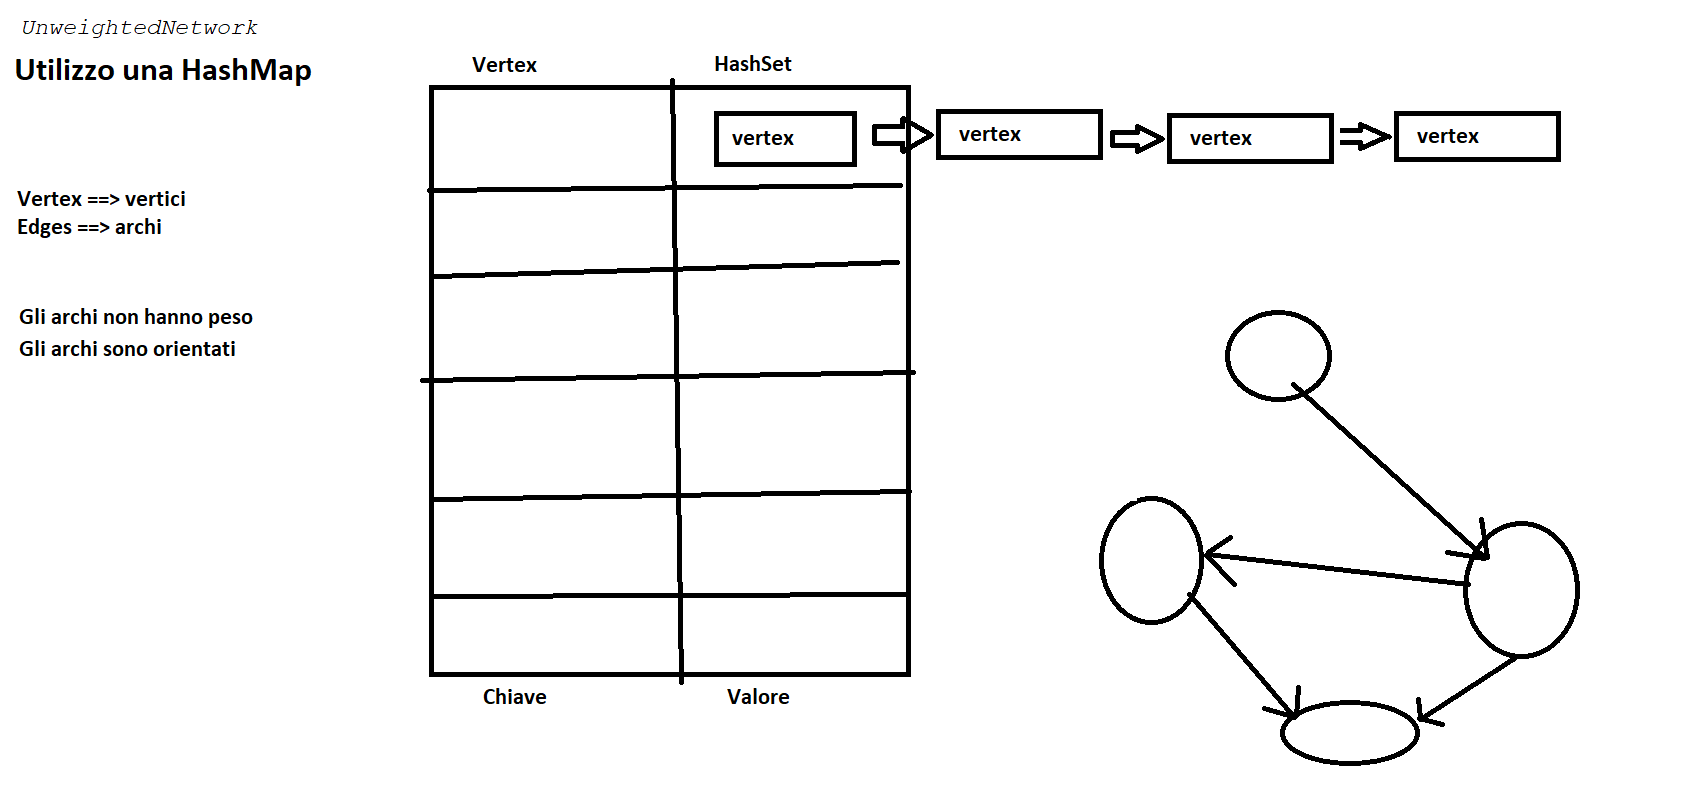 UnweightedNetwork
Utilizzo una HashMap
Vertex ==> vertici
Edges ==> archi
Gli archi non hanno peso
Gli archi sono orientati
Vertex
HashSet
vertex
vertex
vertex
vertex
Chiave
Valore